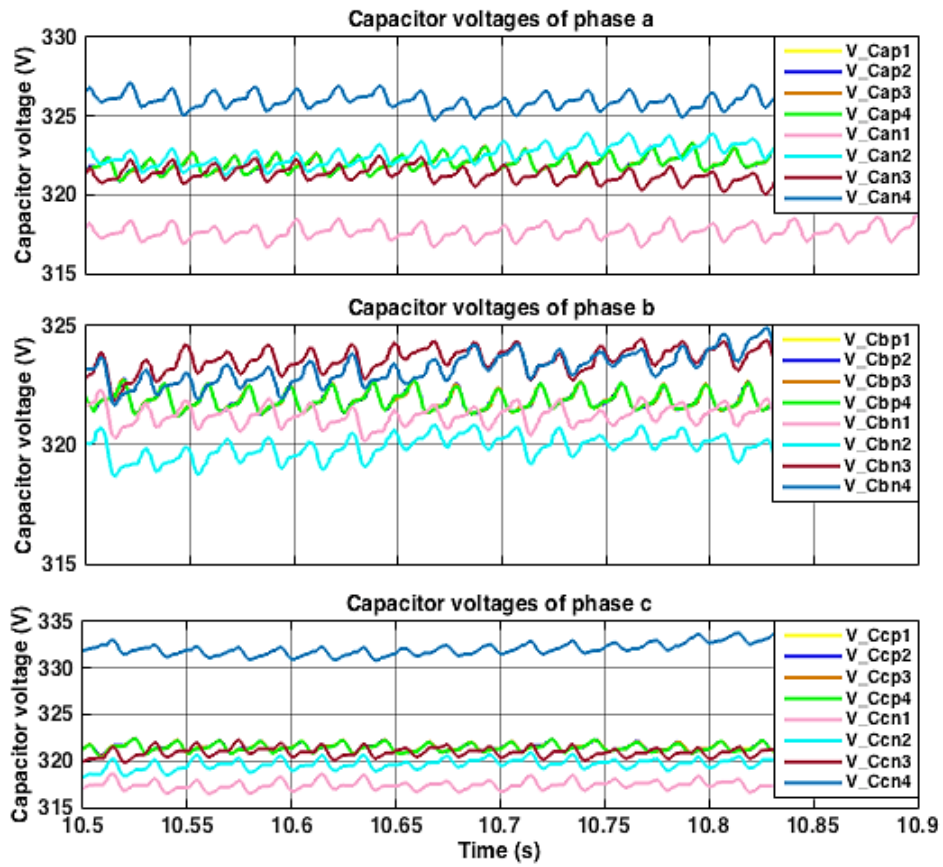 Capacitor voltages of phase a
Capacitor voltage (V)
330
325
320
315
V_Cap1
V_Cap2
V_Cap3
V_Cap4
V_Can1
V_Can2
V_Can3
V_Can4
Capacitor voltages of phase b
Capacitor voltage (V)
325
320
315
V_Cbp1
V_Cbp2
V_Cbp3
V_Cbp4
V_Cbn1
V_Cbn2
V_Cbn3
V_Cbn4
Capacitor voltages of phase c
Capacitor voltage (V)
335
330
325
320
315
V_Ccp1
V_Ccp2
V_Ccp3
V_Ccp4
V_Ccn1
V_Ccn2
V_Ccn3
V_Ccn4
10.5 10.55 10.6 10.65 10.7 10.75 10.8 10.85 10.9
Time (s)